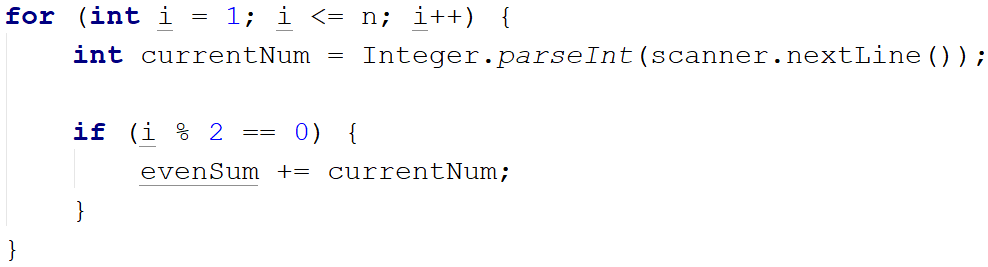 for (int i = 1; i <= n; i++) {
int currentNum = Integer.parseInt(scanner.nextLine());
if (i % 2 == 0) {
evenSum += currentNum;
}
}